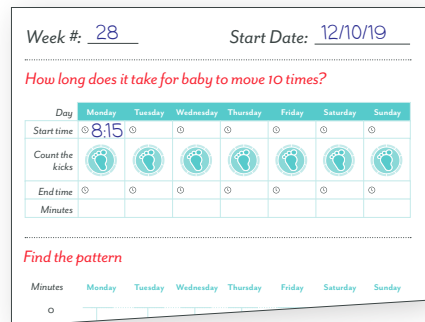 Week #: 28 Start Date: 12/10/19
How long does it take for baby to move 10 times?
Day Monday Tuesday Wednesday Thursday Friday Saturday Sunday
Start time 8:15
Count the
kicks
End time
Minutes
Find the pattern
Minutes Monday Tuesday Wednesday Thursday Friday Saturday Sunday
0